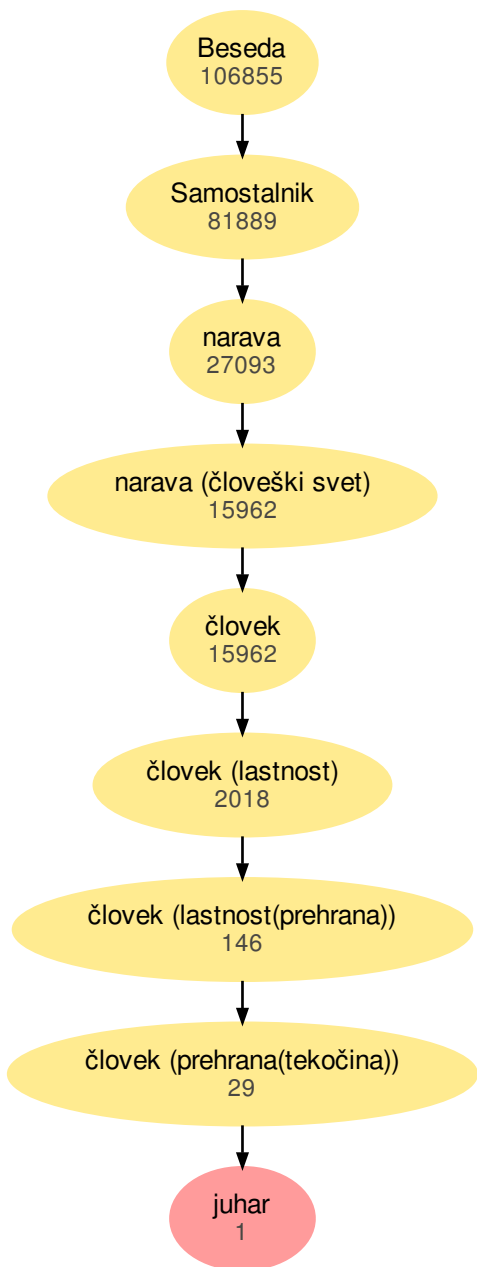 Beseda
106855
Samostalnik
81889
narava
27093
narava (človeški svet)
15962
človek
15962
človek (lastnost)
2018
človek (lastnost(prehrana))
146
človek (prehrana(tekočina))
29
juhar
1